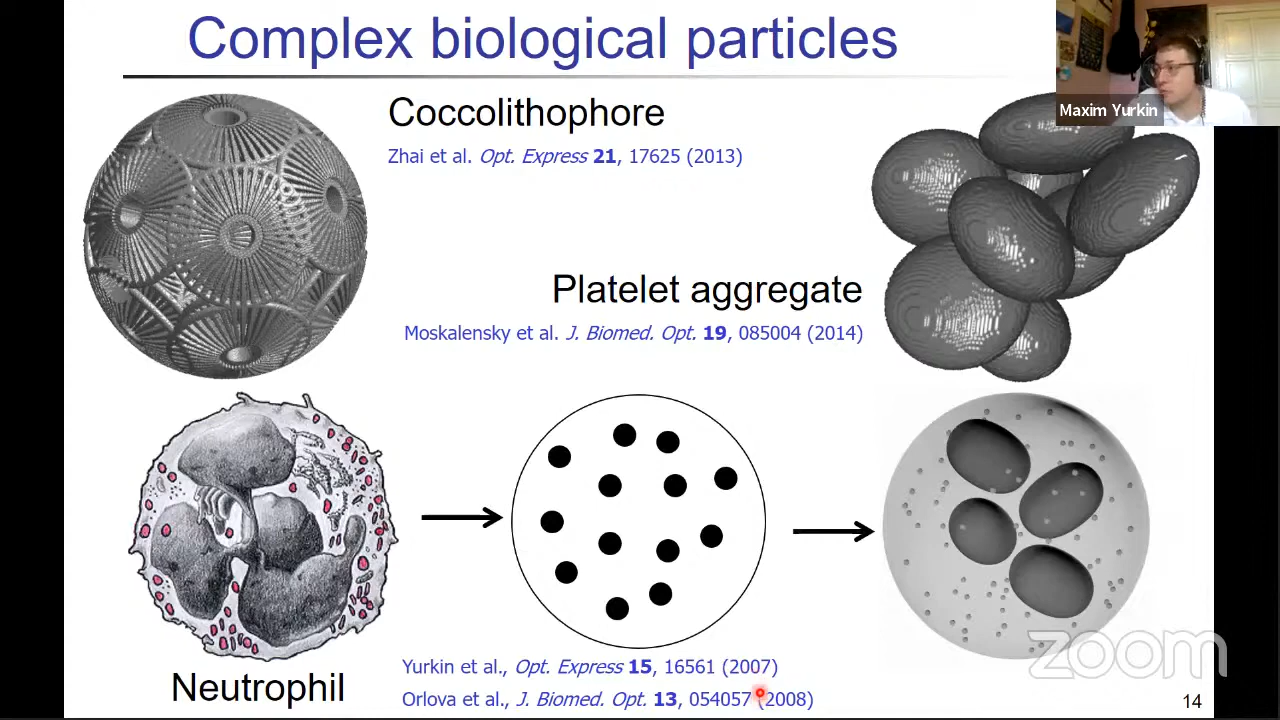 Complex biological particles
Maxim Yurkin
Coccolithophore
Zhai et al. Opt. Express 21, 17625 (2013)
Platelet aggregate
Moskalensky et al. J. Biomed. Opt. 19, 085004 (2014)
Yurkin et al., Opt. Express 15, 16561 (2007)
Neutrophil
Orlova et al., J. Biomed. Opt. 13, 054057 (2008)
zoom
14